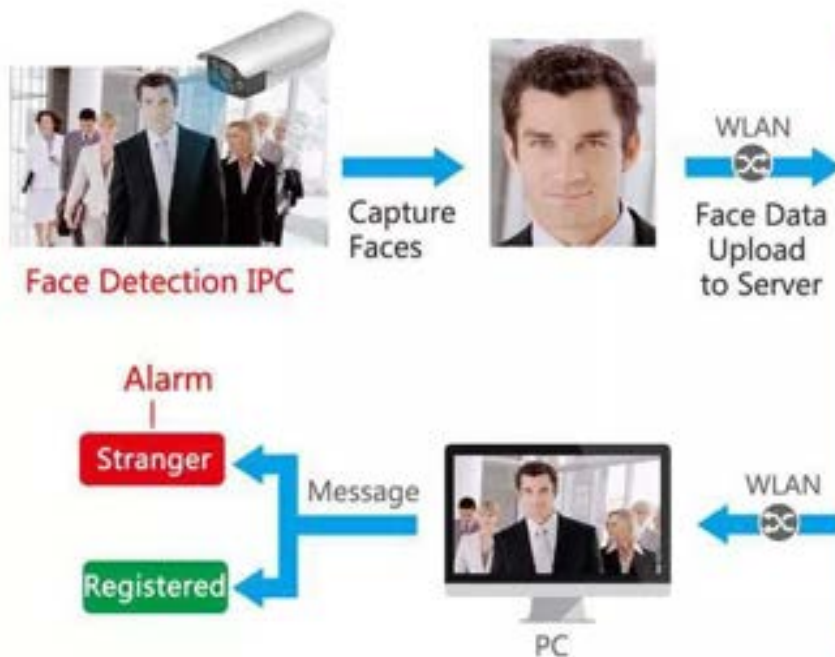 WLAN
Capture
Faces
Face Data
Upload
to Server
Face Detection IPC
Alarm
Stranger
Message
WLAN
Registered
PC